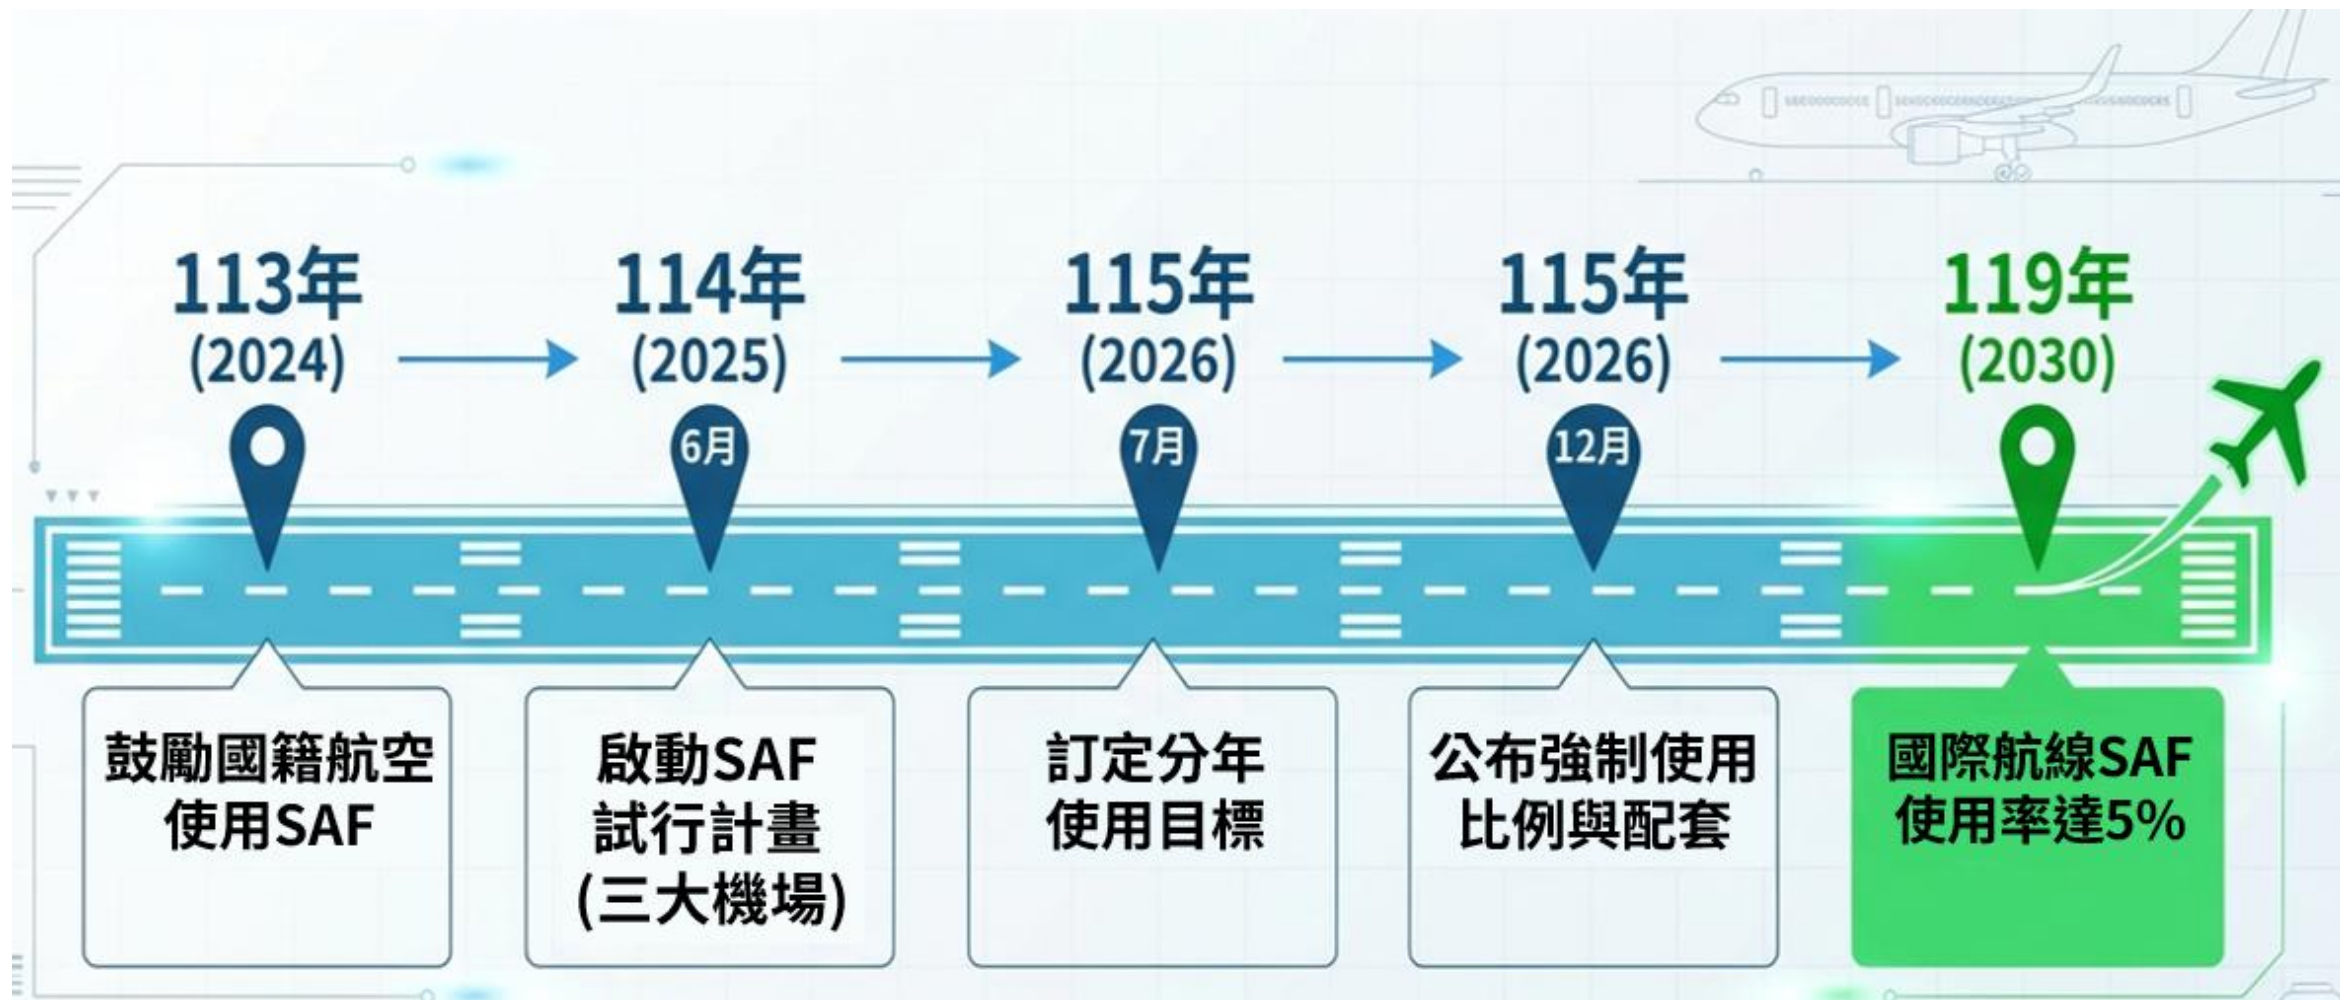 113年
(2024)
114年
(2025)
115年
(2026)
115年
(2026)
119年
(2030)
6月
7月
12月
鼓勵國籍航空
使用SAF
啟動SAF
試行計畫
(三大機場)
訂定分年
使用目標
公布強制使用
比例與配套
國際航線SAF
使用率達5%